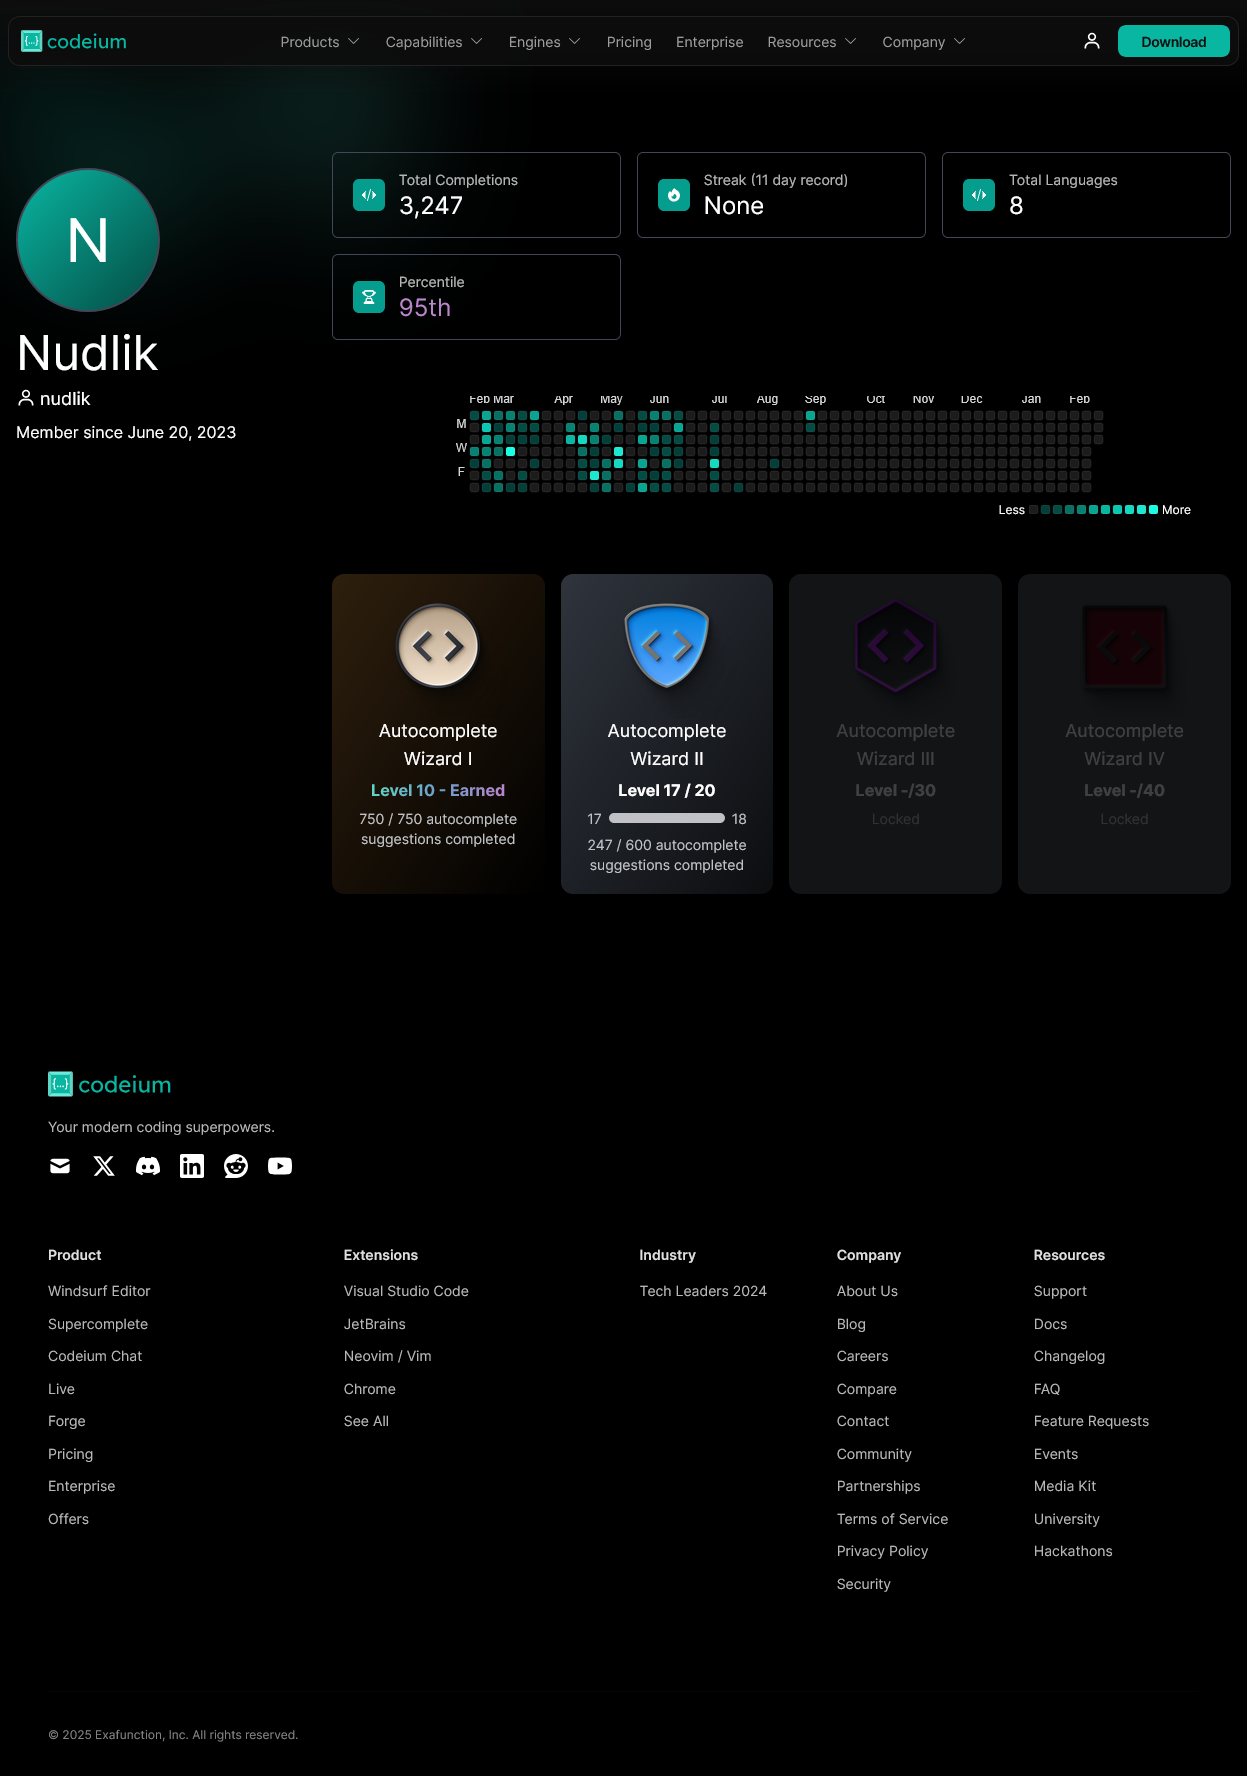 codeium
Products
Capabilities
Engines
Pricing
Enterprise
Resources
Company
Download
N
Nudlik
nudlik
Member since June 20, 2023
Total Completions
3,247
Streak (11 day record)
None
Total Languages
8
Percentile
95th
Feb Mar Apr May Jun Jul Aug Sep Oct Nov Dec Jan Feb
M
W
F
Less
More
Autocomplete
Wizard I
Level 10 - Earned
750 / 750 autocomplete
suggestions completed
Autocomplete
Wizard II
Level 17 / 20
17
18
247 / 600 autocomplete
suggestions completed
Autocomplete
Wizard III
Level -/30
Locked
Autocomplete
Wizard IV
Level -/40
Locked
codeium
Your modern coding superpowers.
Product
Windsurf Editor
Supercomplete
Codeium Chat
Live
Forge
Pricing
Enterprise
Offers
Extensions
Visual Studio Code
JetBrains
Neovim / Vim
Chrome
See All
Industry
Tech Leaders 2024
Company
About Us
Blog
Careers
Compare
Contact
Community
Partnerships
Terms of Service
Privacy Policy
Security
Resources
Support
Docs
Changelog
FAQ
Feature Requests
Events
Media Kit
University
Hackathons
© 2025 Exafunction, Inc. All rights reserved.